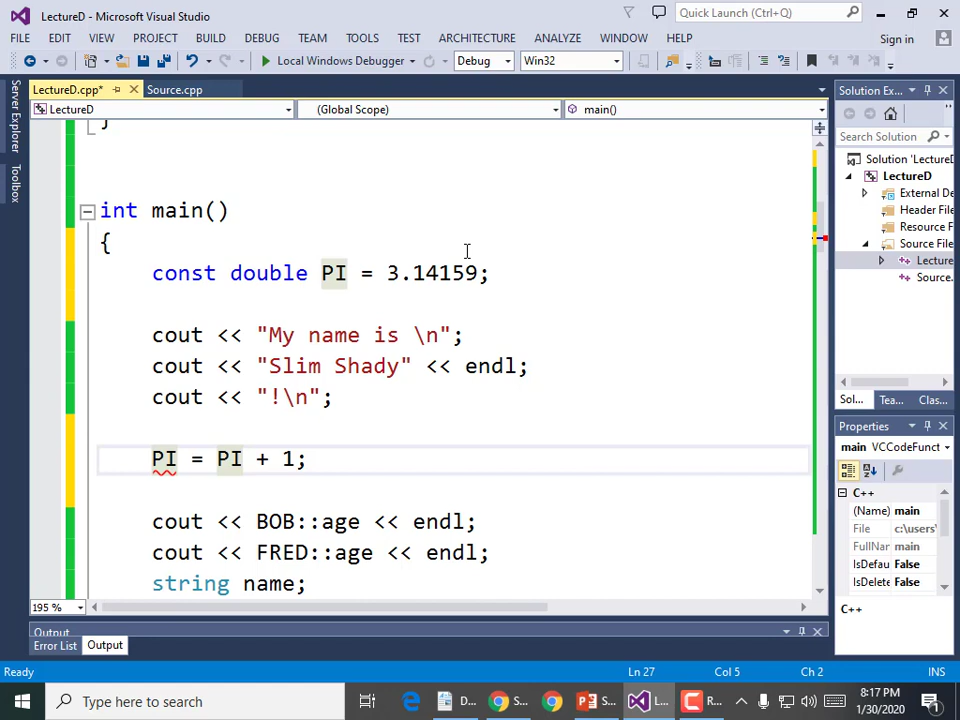 LectureD - Microsoft Visual Studio
Quick Launch (Ctrl+Q)
FILE EDIT VIEW PROJECT BUILD DEBUG TEAM TOOLS TEST ARCHITECTURE ANALYZE WINDOW HELP
Sign in
Local Windows Debugger Debug Win32
Server Explorer
Toolbox
LectureD.cpp* Source.cpp
LectureD (Global Scope) main()
}
int main()
{
const double PI = 3.14159;
cout << "My name is \n";
cout << "Slim Shady" << endl;
cout << "!\n";
PI = PI + 1;
cout << BOB::age << endl;
cout << FRED::age << endl;
string name;
195 %
Output
Error List Output
Solution Ex...
Search Solution
Solution 'LectureD
LectureD
External De
Header File
Resource F
Source File
Lecture
Source.
Sol... Tea... Clas...
Properties
main VCCodeFunct
C++
(Name) main
File c:\users\
FullNar main
IsDefau False
IsDelete False
C++
Ready Ln 27 Col 5 Ch 2 INS
Type here to search
D... S... S... L... R...
8:17 PM
1/30/2020
1